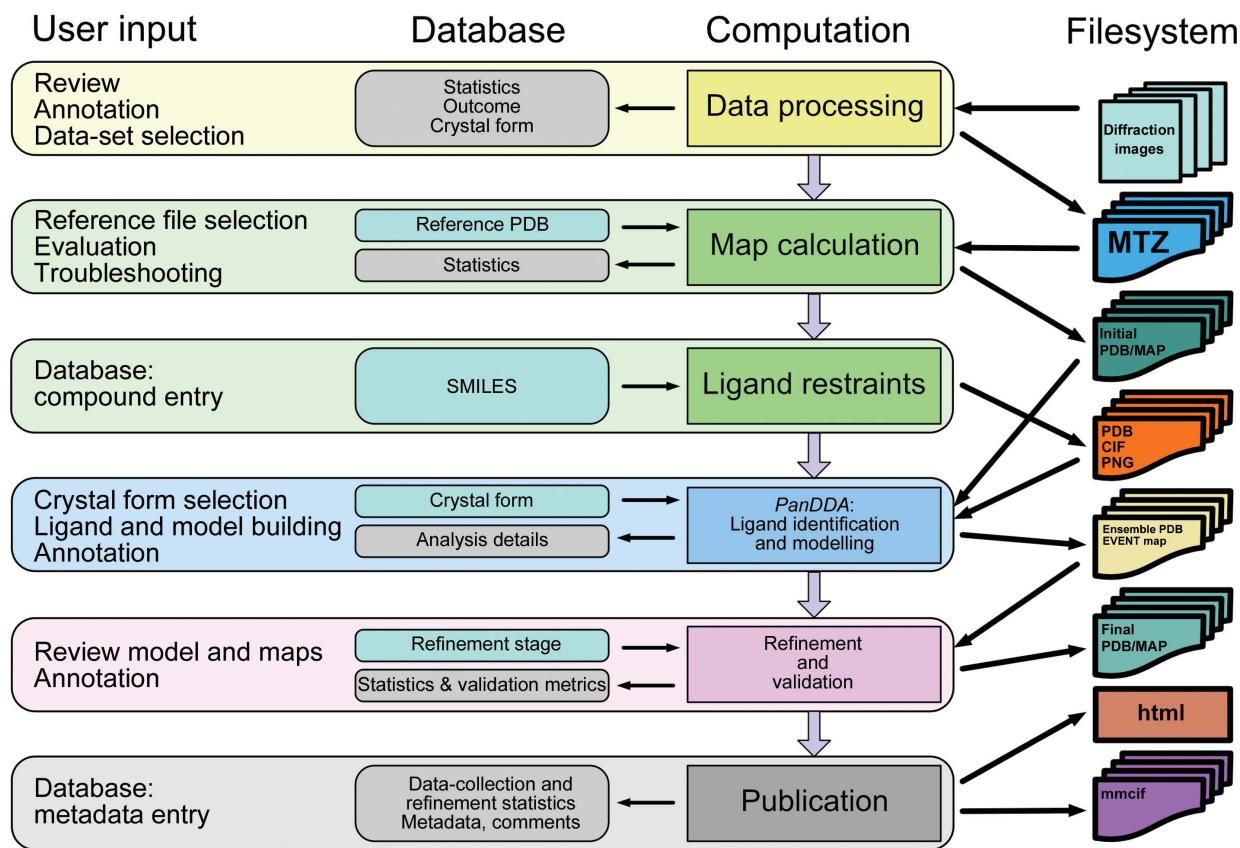 User input
Database
Computation
Filesystem
Review
Annotation
Data-set selection
Statistics
Outcome
Crystal form
Data processing
Diffraction
images
Reference file selection
Evaluation
Troubleshooting
Reference PDB
Statistics
Map calculation
MTZ
Initial
PDB/MAP
Database:
compound entry
SMILES
Ligand restraints
PDB
CIF
PNG
Crystal form selection
Ligand and model building
Annotation
Crystal form
Analysis details
PanDDA:
Ligand identification
and modelling
Ensemble PDB
EVENT map
Review model and maps
Annotation
Refinement stage
Statistics & validation metrics
Refinement
and
validation
Final
PDB/MAP
html
Database:
metadata entry
Data-collection and
refinement statistics
Metadata, comments
Publication
mmcif